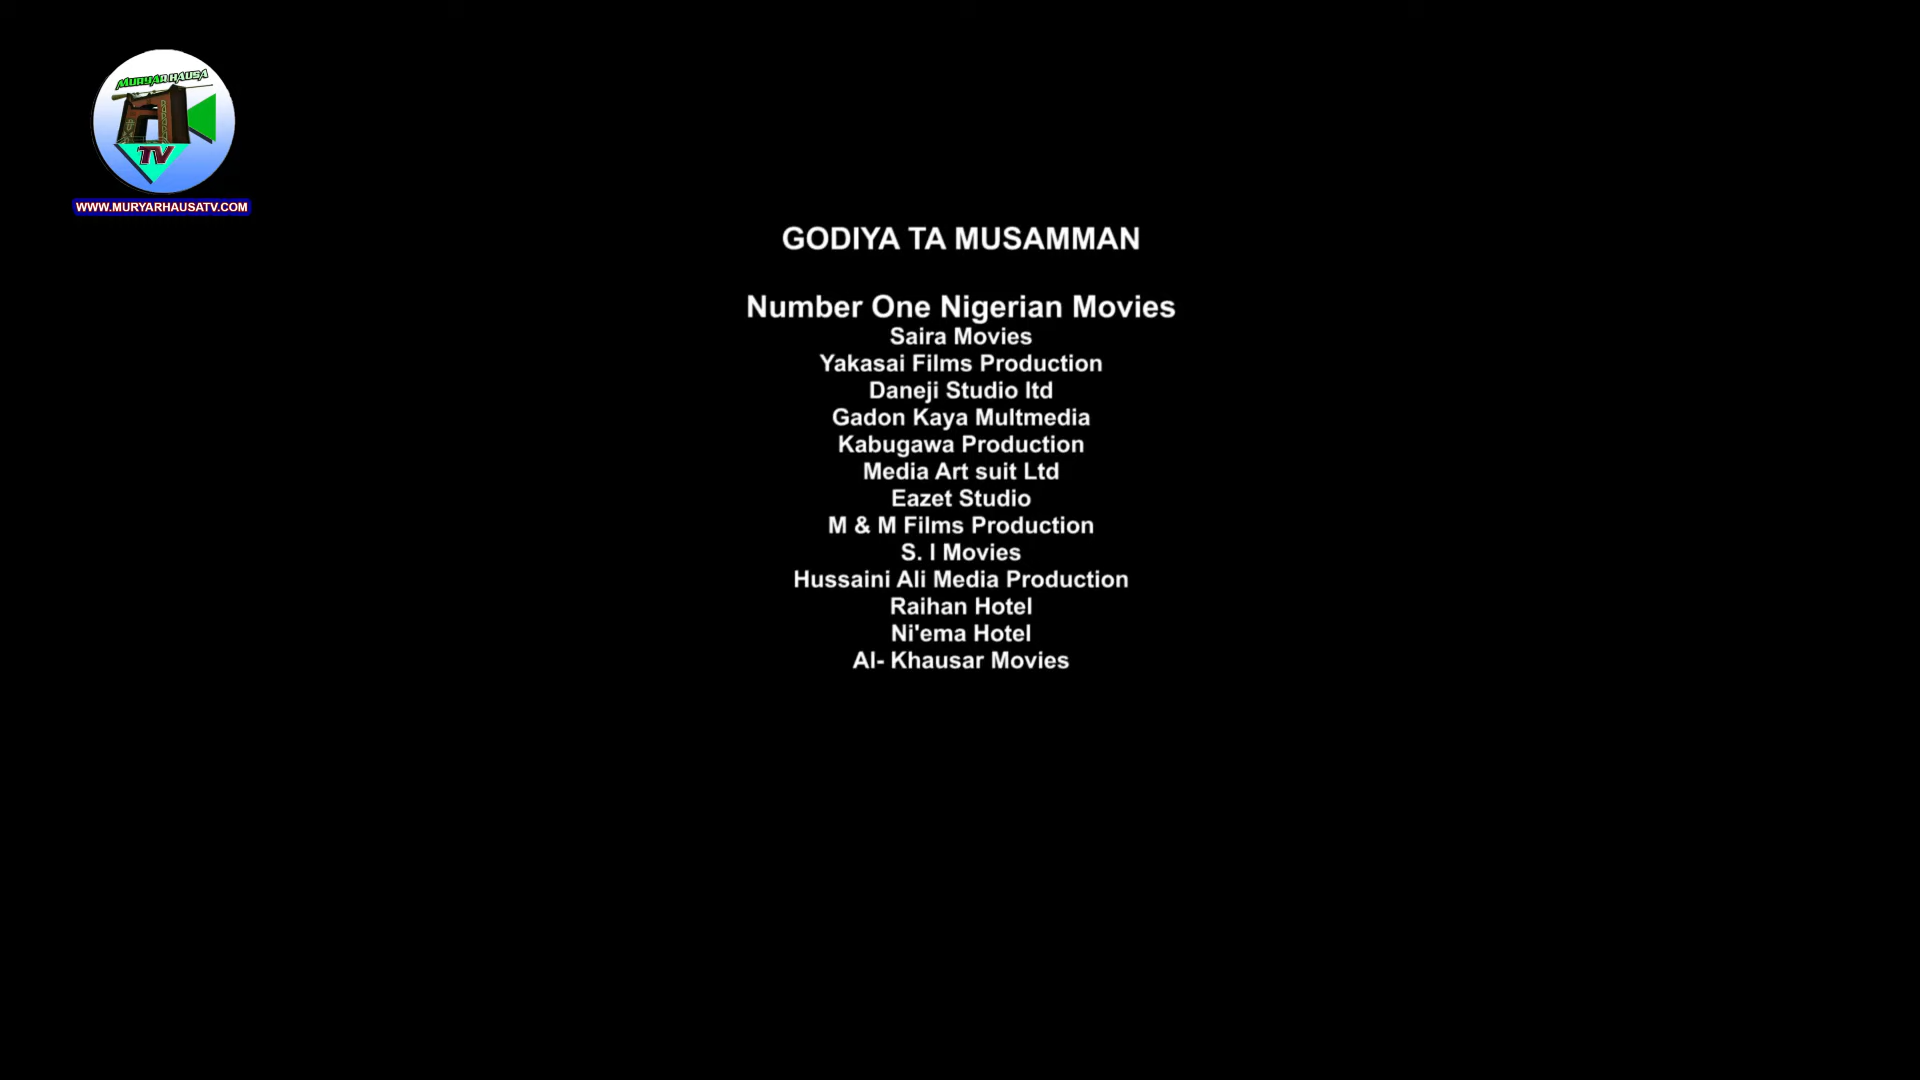 MURYAR HAUSA
TV
WWW.MURYARHAUSATV.COM
GODIYA TA MUSAMMAN
Number One Nigerian Movies
Saira Movies
Yakasai Films Production
Daneji Studio ltd
Gadon Kaya Multmedia
Kabugawa Production
Media Art suit Ltd
Eazet Studio
M & M Films Production
S. I Movies
Hussaini Ali Media Production
Raihan Hotel
Ni'ema Hotel
Al- Khausar Movies